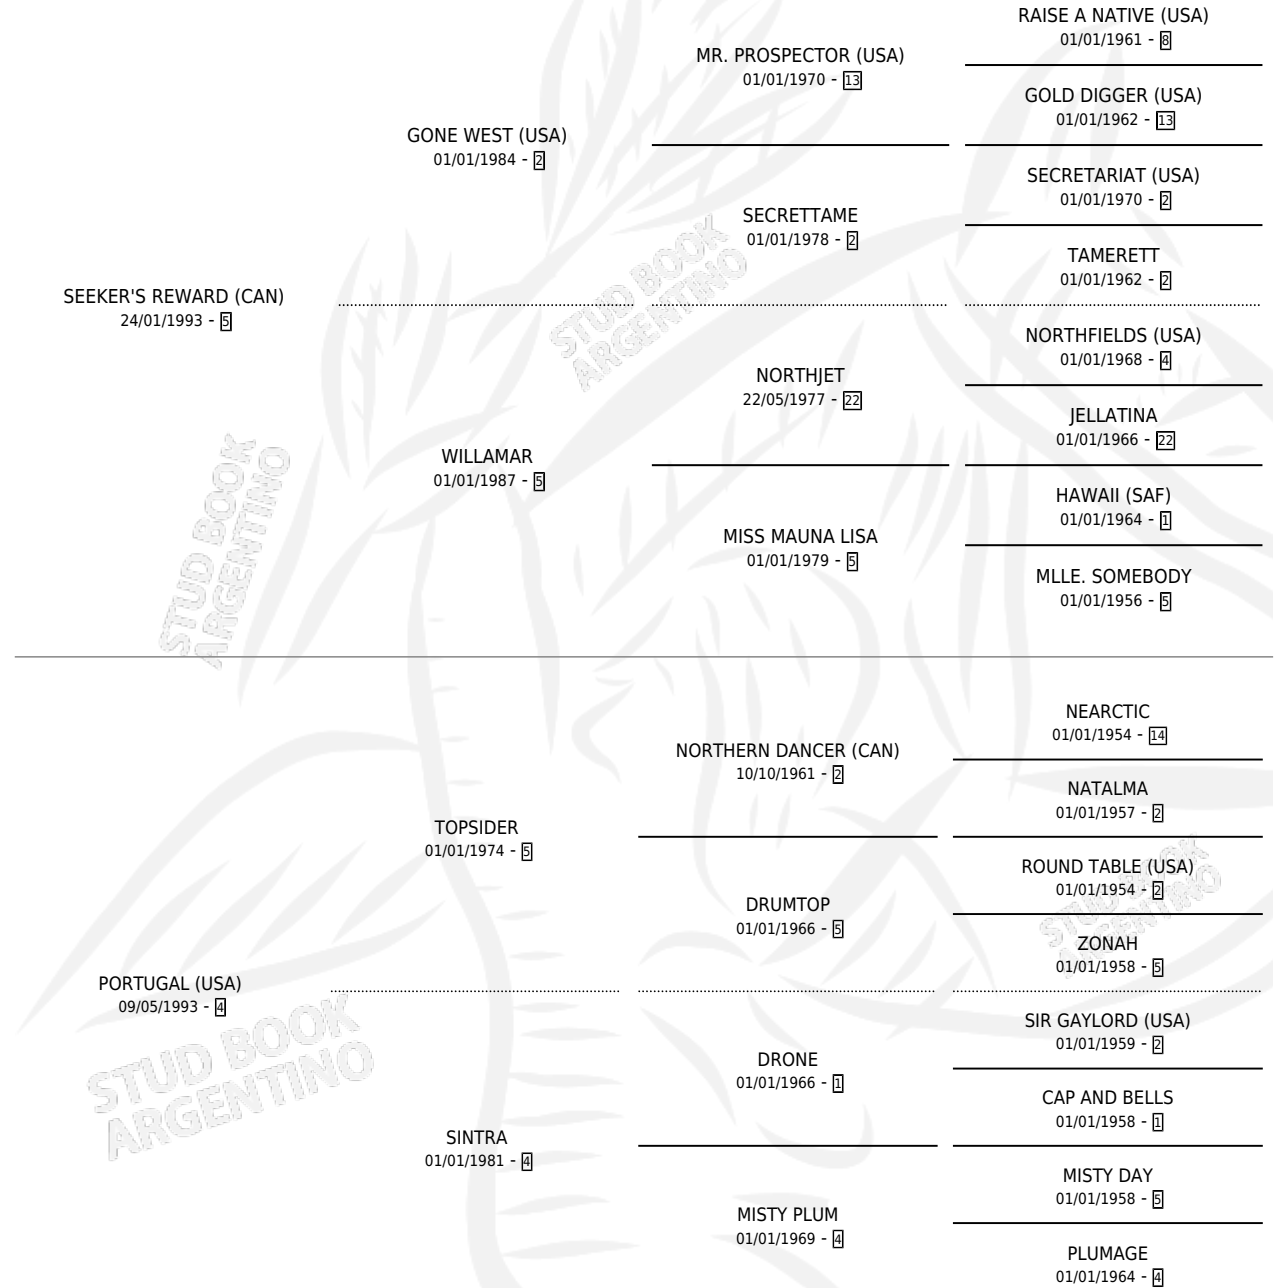 RAISE A NATIVE (USA)
01/01/1961 - 8
MR. PROSPECTOR (USA)
01/01/1970 - 13
GOLD DIGGER (USA)
01/01/1962 - 13
GONE WEST (USA)
01/01/1984 - 2
SECRETARIAT (USA)
01/01/1970 - 2
SECRETTAME
01/01/1978 - 2
TAMERETT
01/01/1962 - 2
SEEKER'S REWARD (CAN)
24/01/1993 - 5
NORTHFIELDS (USA)
01/01/1968 - 4
NORTHJET
22/05/1977 - 22
JELLATINA
01/01/1966 - 22
WILLAMAR
01/01/1987 - 5
HAWAII (SAF)
01/01/1964 - 1
MISS MAUNA LISA
01/01/1979 - 5
MLLE. SOMEBODY
01/01/1956 - 5
STUD BOOK
ARGENTINO
STUD BOOK
ARGENTINO
NEARCTIC
01/01/1954 - 14
NORTHERN DANCER (CAN)
10/10/1961 - 2
NATALMA
01/01/1957 - 2
TOPSIDER
01/01/1974 - 5
ROUND TABLE (USA)
01/01/1954 - 2
DRUMTOP
01/01/1966 - 5
ZONAH
01/01/1958 - 5
PORTUGAL (USA)
09/05/1993 - 4
SIR GAYLORD (USA)
01/01/1959 - 2
DRONE
01/01/1966 - 1
CAP AND BELLS
01/01/1958 - 1
SINTRA
01/01/1981 - 4
MISTY DAY
01/01/1958 - 5
MISTY PLUM
01/01/1969 - 4
PLUMAGE
01/01/1964 - 4
STUD BOOK
ARGENTINO
STUD BOOK
ARGENTINO